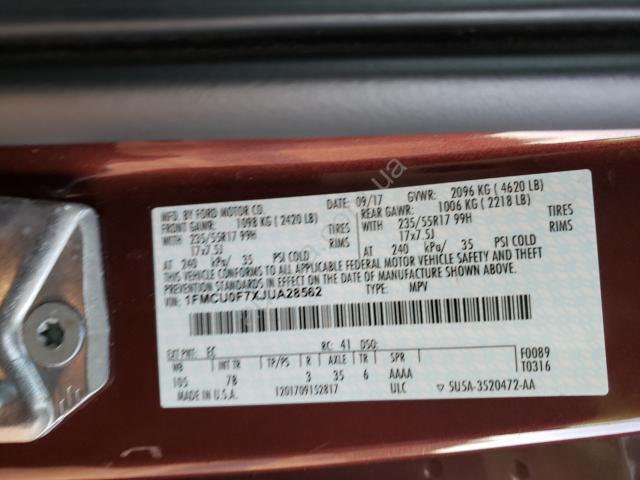 MFD. BY FORD MOTOR CO. DATE: 09/17 GVWR: 2096 KG ( 4620 LB)
FRONT GAWR: 1098 KG ( 2420 LB) REAR GAWR: 1006 KG ( 2218 LB)
WITH 235/55R17 99H TIRES WITH 235/55R17 99H TIRES
17x7.5J RIMS 17x7.5J RIMS
AT 240 kPa/ 35 PSI COLD AT 240 kPa/ 35 PSI COLD
THIS VEHICLE CONFORMS TO ALL APPLICABLE FEDERAL MOTOR VEHICLE SAFETY AND THEFT
PREVENTION STANDARDS IN EFFECT ON THE DATE OF MANUFACTURE SHOWN ABOVE.
1FMCU0F7XJUA28562 TYPE: MPV
EXT PNT: RC: 41 DSO: F0089
WB INT TR TP/PS R AXLE TR SPR T0316
105 78 3 35 6 AAAA
MADE IN U.S.A. 1201709152817 ULC ▽ 5U5A-3520472-AA